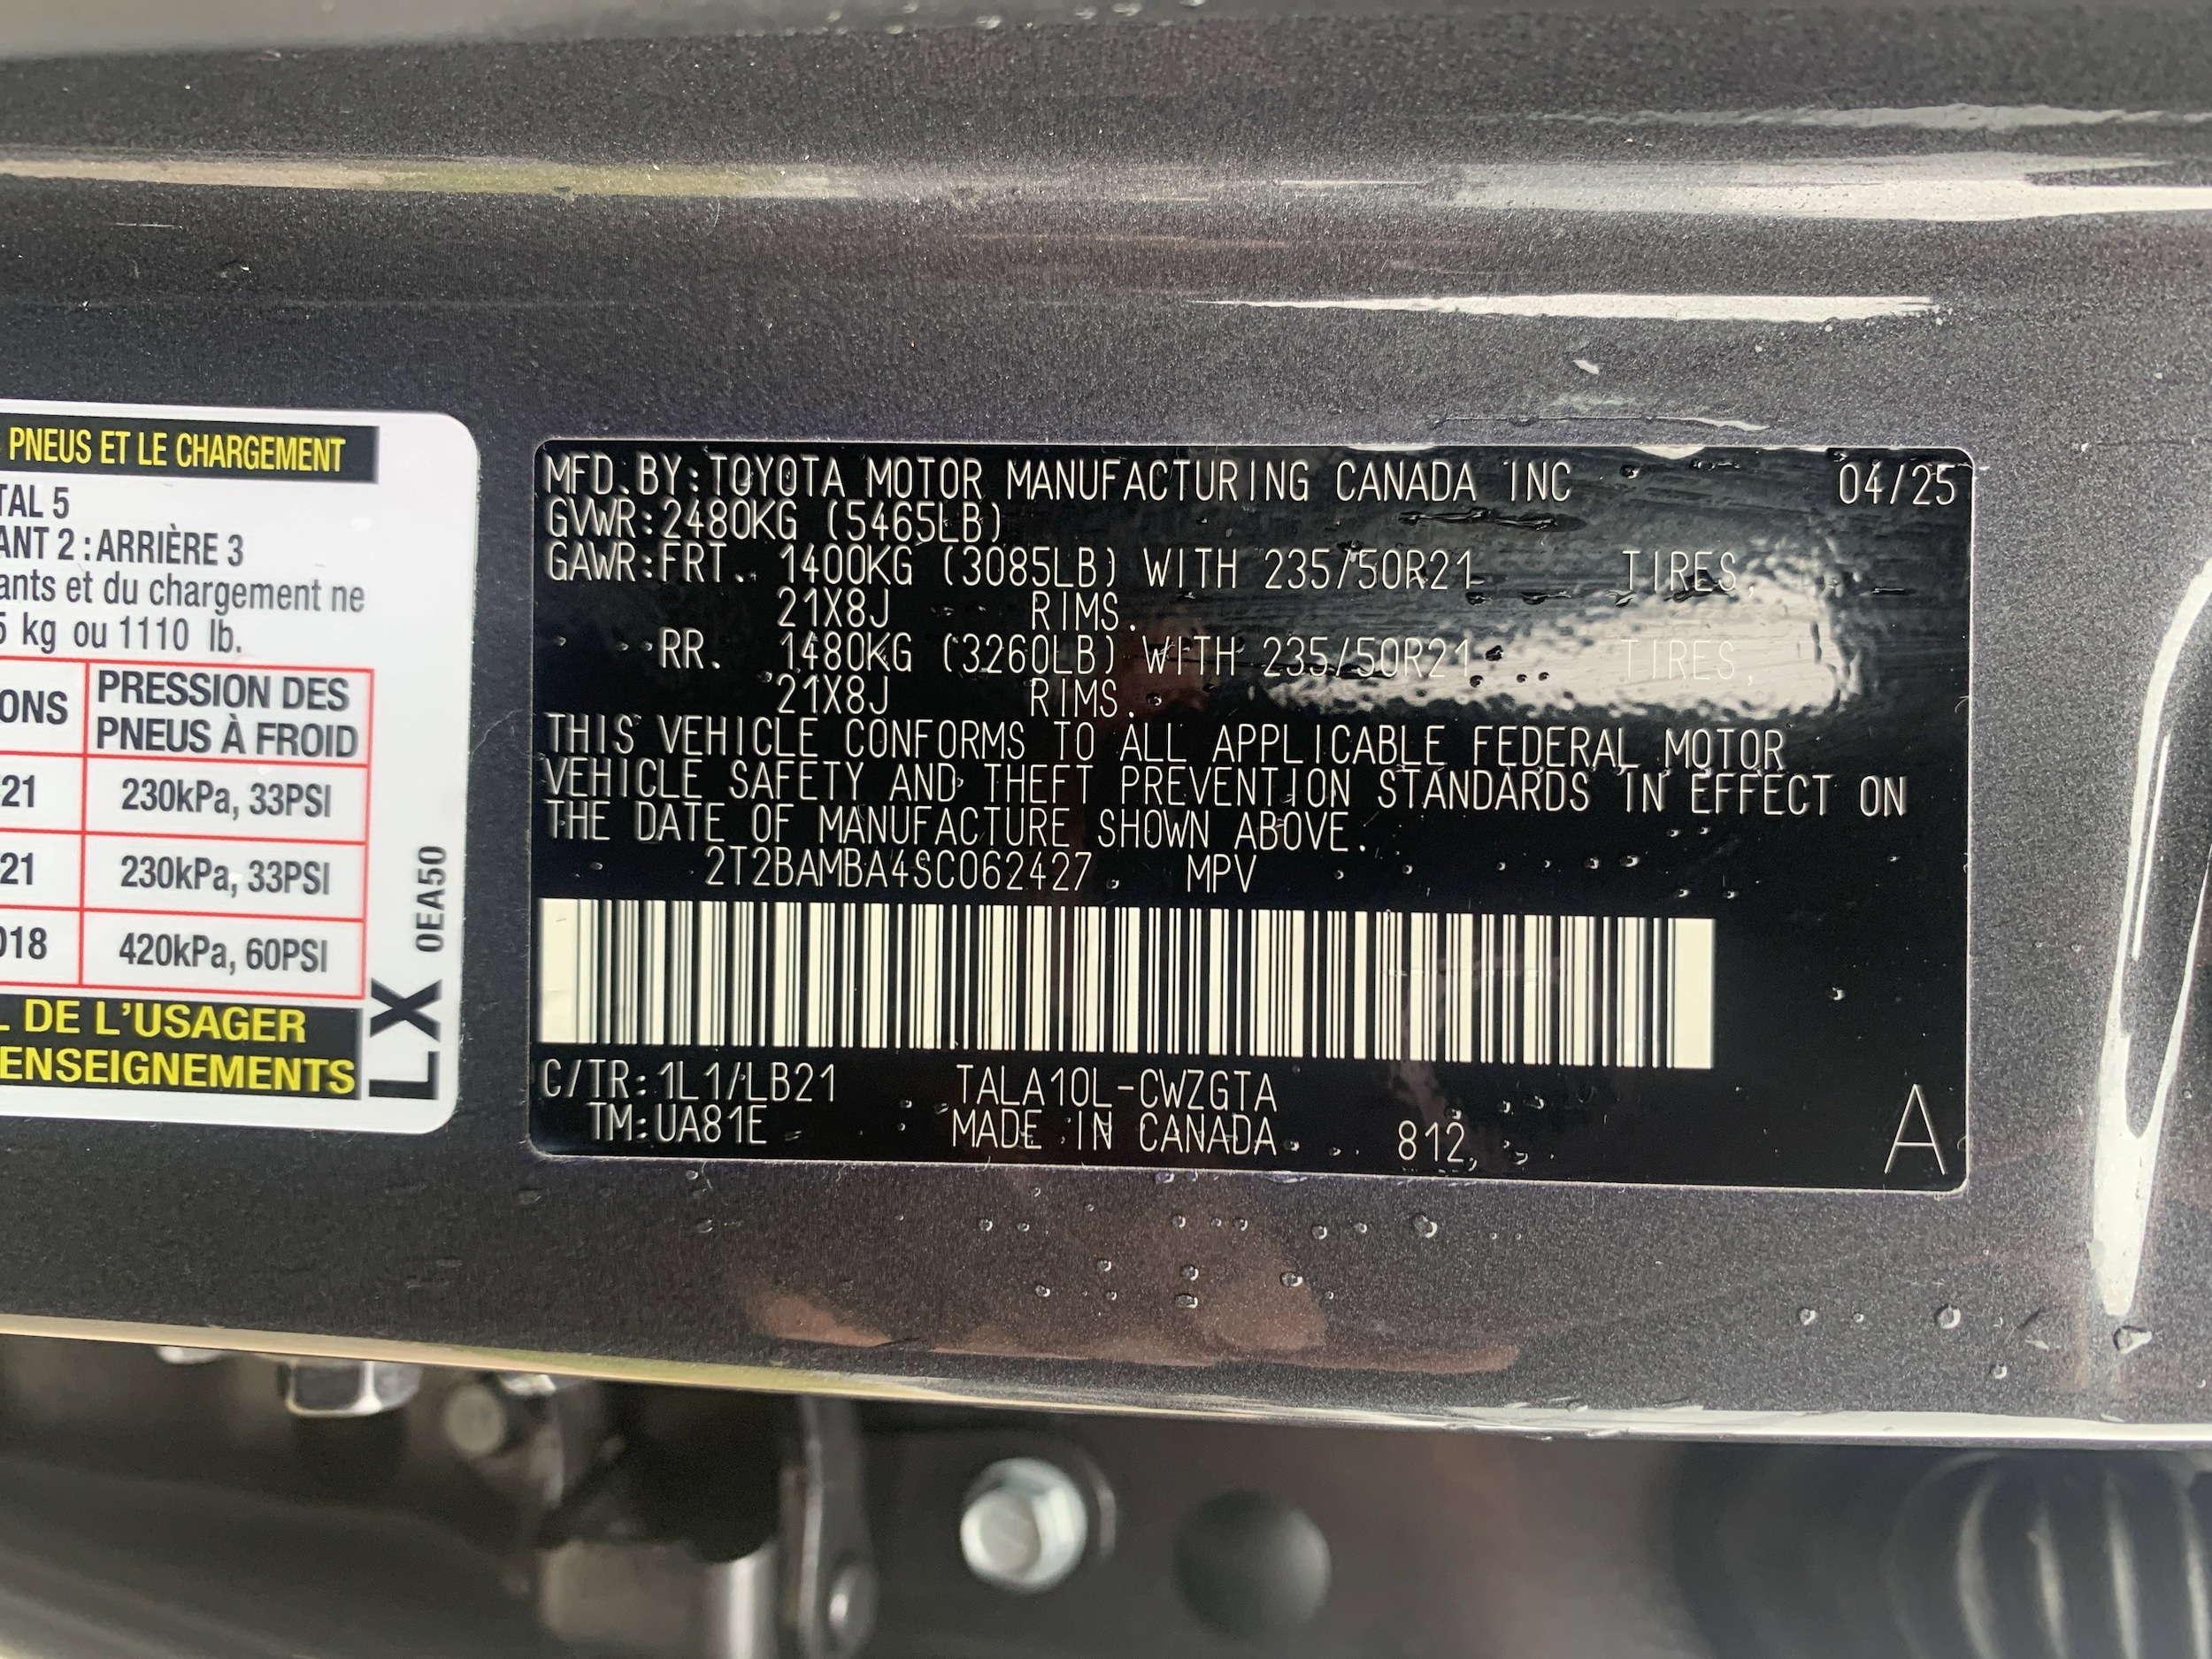 PNEUS ET LE CHARGEMENT
TAL 5
ANT 2 : ARRIÈRE 3
ants et du chargement ne
5 kg ou 1110 lb.
ONS PRESSION DES
PNEUS À FROID
21 230kPa, 33PSI
21 230kPa, 33PSI
018 420kPa, 60PSI
L DE L'USAGER
ENSEIGNEMENTS
LX 0EA50
MFD.BY:TOYOTA MOTOR MANUFACTURING CANADA INC 04/25
GVWR:2480KG (5465LB)
GAWR:FRT. 1400KG (3085LB) WITH 235/50R21 TIRES,
21X8J RIMS.
RR. 1480KG (3260LB) WITH 235/50R21 TIRES,
21X8J RIMS.
THIS VEHICLE CONFORMS TO ALL APPLICABLE FEDERAL MOTOR
VEHICLE SAFETY AND THEFT PREVENTION STANDARDS IN EFFECT ON
THE DATE OF MANUFACTURE SHOWN ABOVE.
2T2BAMBA4SC062427 MPV
C/TR:1L1/LB21 TALA10L-CWZGTA
TM:UA81E MADE IN CANADA 812
A